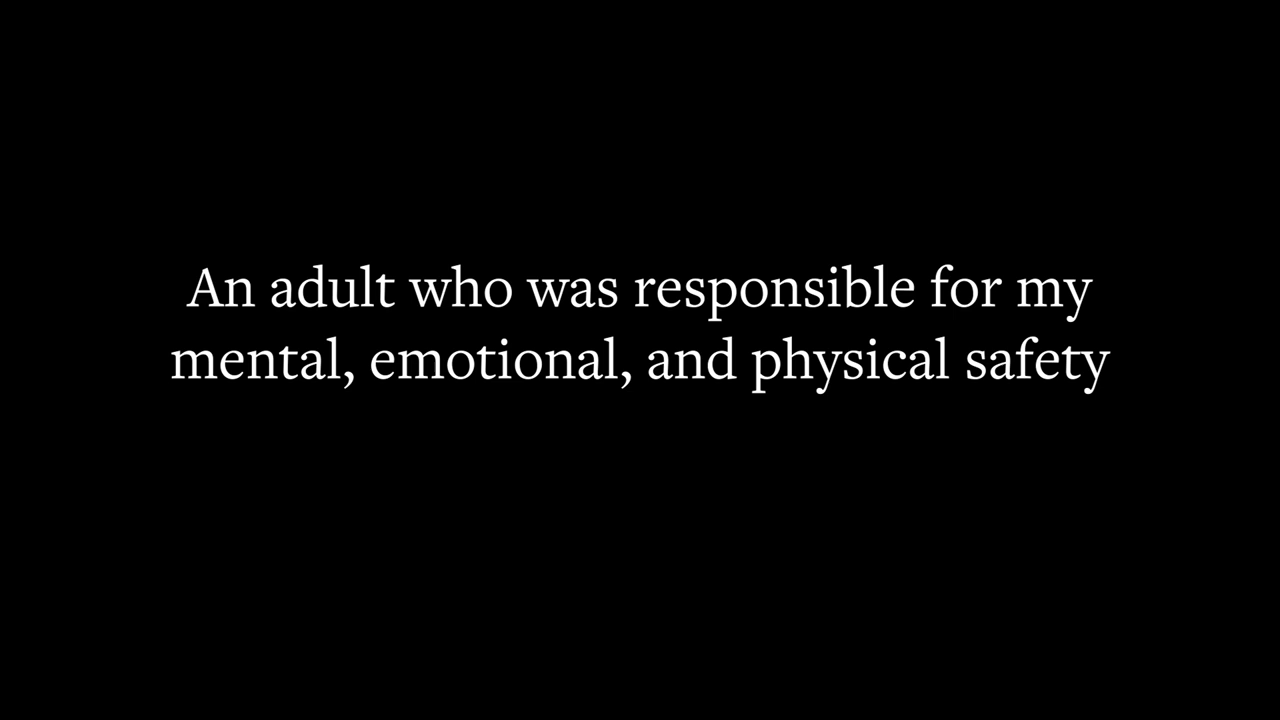 An adult who was responsible for my
mental, emotional, and physical safety